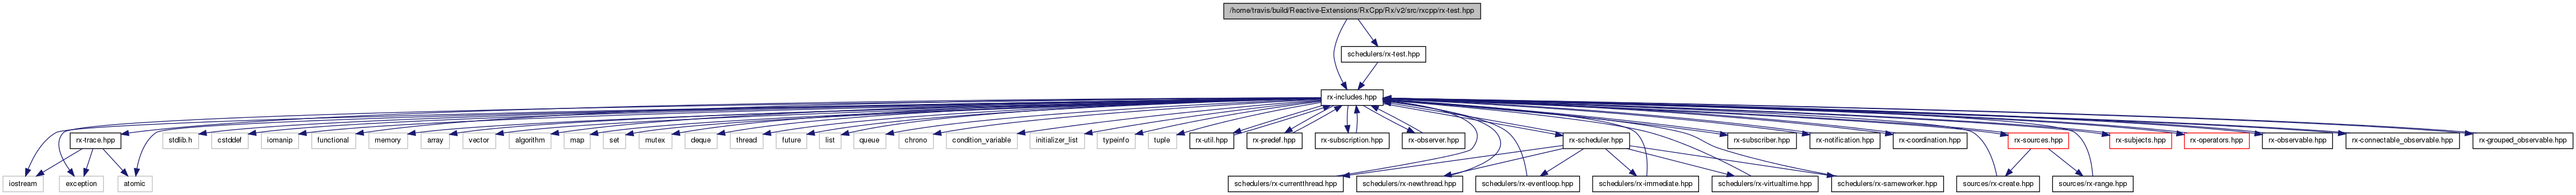 /home/travis/build/Reactive-Extensions/RxCpp/Rx/v2/src/rxcpp/rx-test.hpp
schedulers/rx-test.hpp
rx-includes.hpp
rx-trace.hpp
stdlib.h
cstddef
iomanip
functional
memory
array
vector
algorithm
map
set
mutex
deque
thread
future
list
queue
chrono
condition_variable
initializer_list
typeinfo
tuple
rx-util.hpp
rx-predef.hpp
rx-subscription.hpp
rx-observer.hpp
rx-scheduler.hpp
rx-subscriber.hpp
rx-notification.hpp
rx-coordination.hpp
rx-sources.hpp
rx-subjects.hpp
rx-operators.hpp
rx-observable.hpp
rx-connectable_observable.hpp
rx-grouped_observable.hpp
iostream
exception
atomic
schedulers/rx-currentthread.hpp
schedulers/rx-newthread.hpp
schedulers/rx-eventloop.hpp
schedulers/rx-immediate.hpp
schedulers/rx-virtualtime.hpp
schedulers/rx-sameworker.hpp
sources/rx-create.hpp
sources/rx-range.hpp